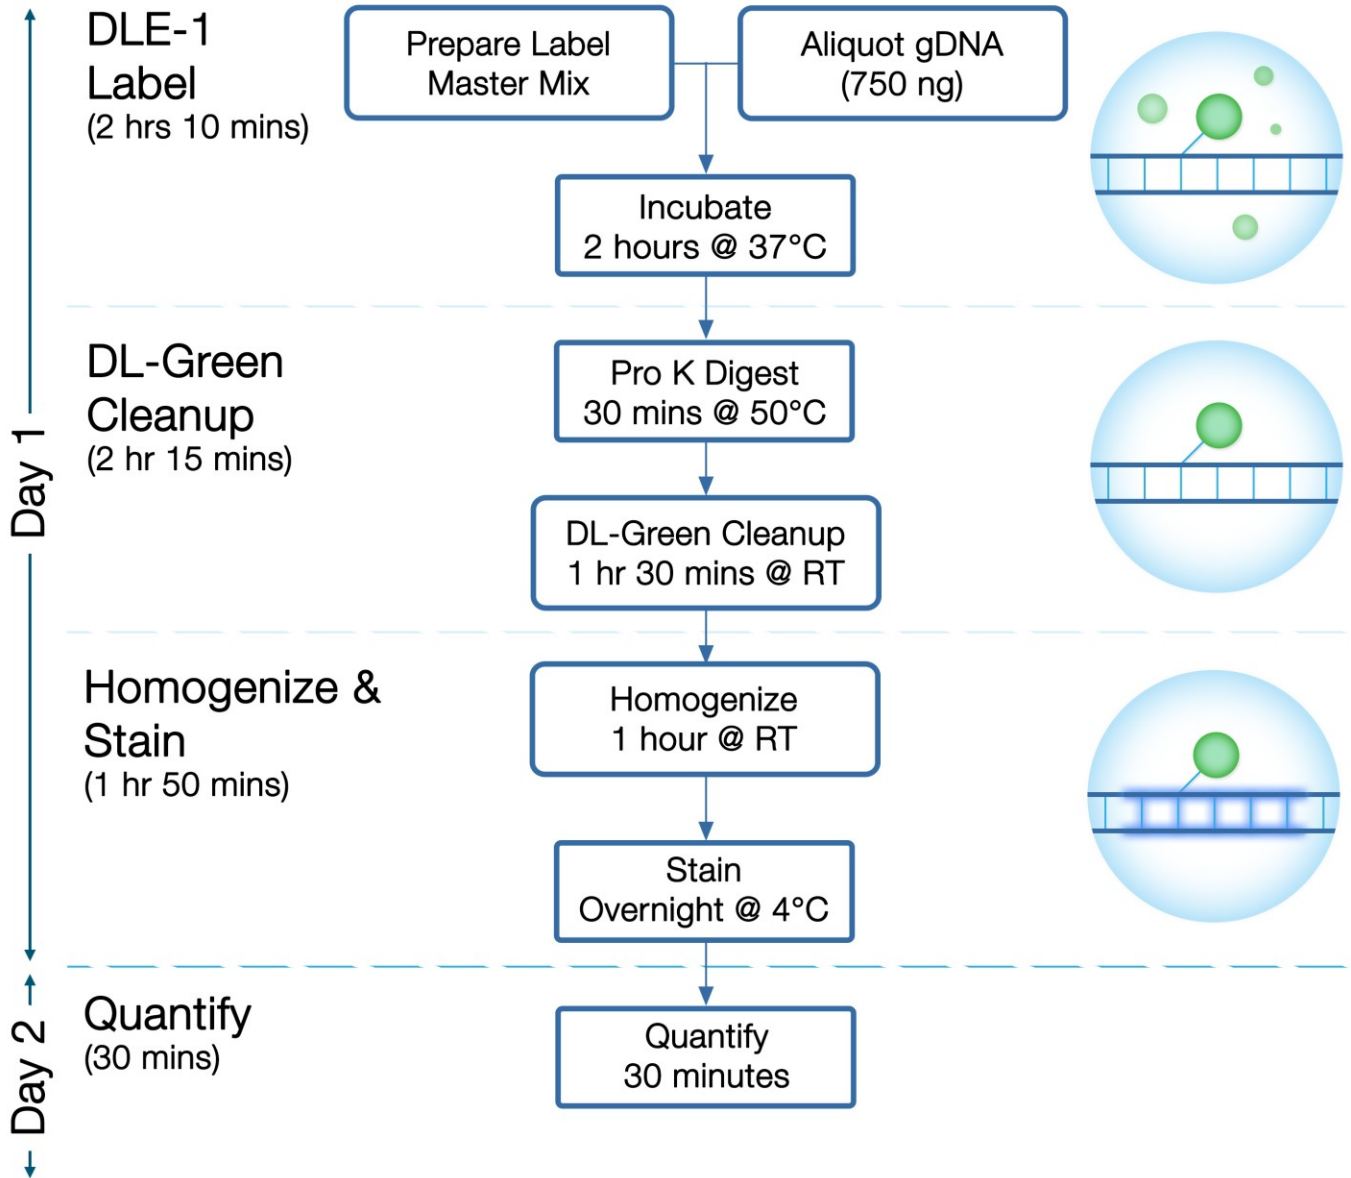 DLE-1
Label
(2 hrs 10 mins)
Prepare Label
Master Mix
Aliquot gDNA
(750 ng)
Incubate
2 hours @ 37°C
Day 1
DL-Green
Cleanup
(2 hr 15 mins)
Pro K Digest
30 mins @ 50°C
DL-Green Cleanup
1 hr 30 mins @ RT
Homogenize &
Stain
(1 hr 50 mins)
Homogenize
1 hour @ RT
Stain
Overnight @ 4°C
Day 2
Quantify
(30 mins)
Quantify
30 minutes